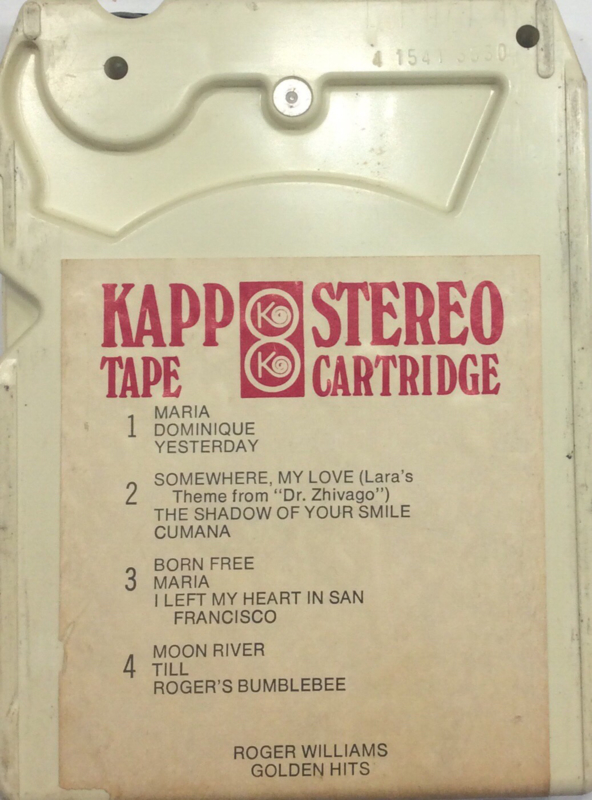 KAPP K K STEREO
TAPE CARTRIDGE
1 MARIA
DOMINIQUE
YESTERDAY
2 SOMEWHERE, MY LOVE (Lara's
Theme from "Dr. Zhivago")
THE SHADOW OF YOUR SMILE
CUMANA
3 BORN FREE
MARIA
I LEFT MY HEART IN SAN
FRANCISCO
4 MOON RIVER
TILL
ROGER'S BUMBLEBEE
ROGER WILLIAMS
GOLDEN HITS